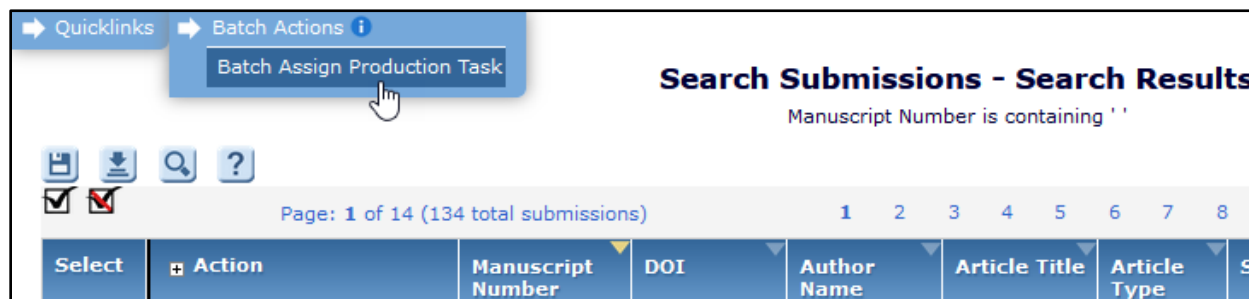 Quicklinks Batch Actions i
Batch Assign Production Task
Search Submissions - Search Results
Manuscript Number is containing ' '
?
Page: 1 of 14 (134 total submissions) 1 2 3 4 5 6 7 8
Select Action Manuscript Number DOI Author Name Article Title Article Type S